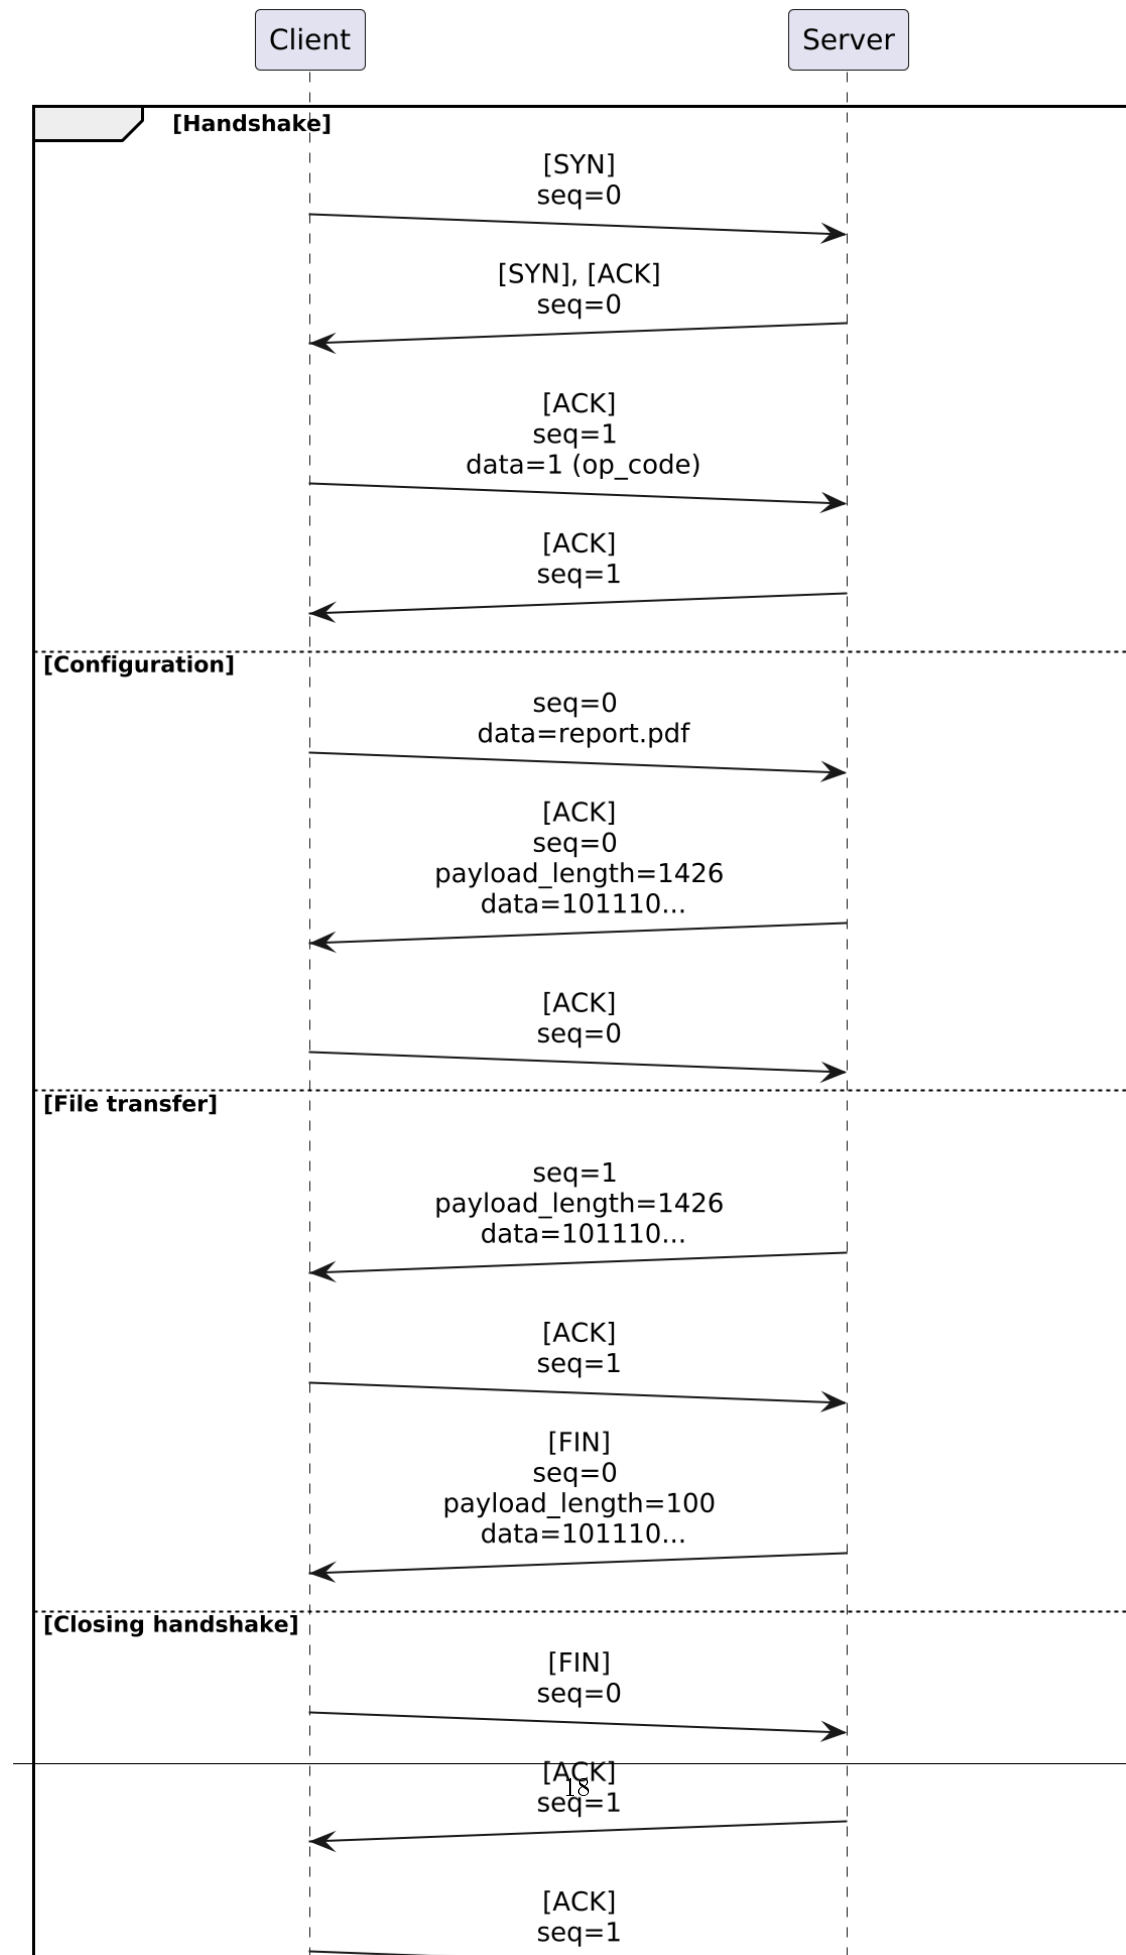 Client
Server
[Handshake]
[SYN]
seq=0
[SYN], [ACK]
seq=0
[ACK]
seq=1
data=1 (op_code)
[ACK]
seq=1
[Configuration]
seq=0
data=report.pdf
[ACK]
seq=0
payload_length=1426
data=101110...
[ACK]
seq=0
[File transfer]
seq=1
payload_length=1426
data=101110...
[ACK]
seq=1
[FIN]
seq=0
payload_length=100
data=101110...
[Closing handshake]
[FIN]
seq=0
[ACK]
18
seq=1
[ACK]
seq=1